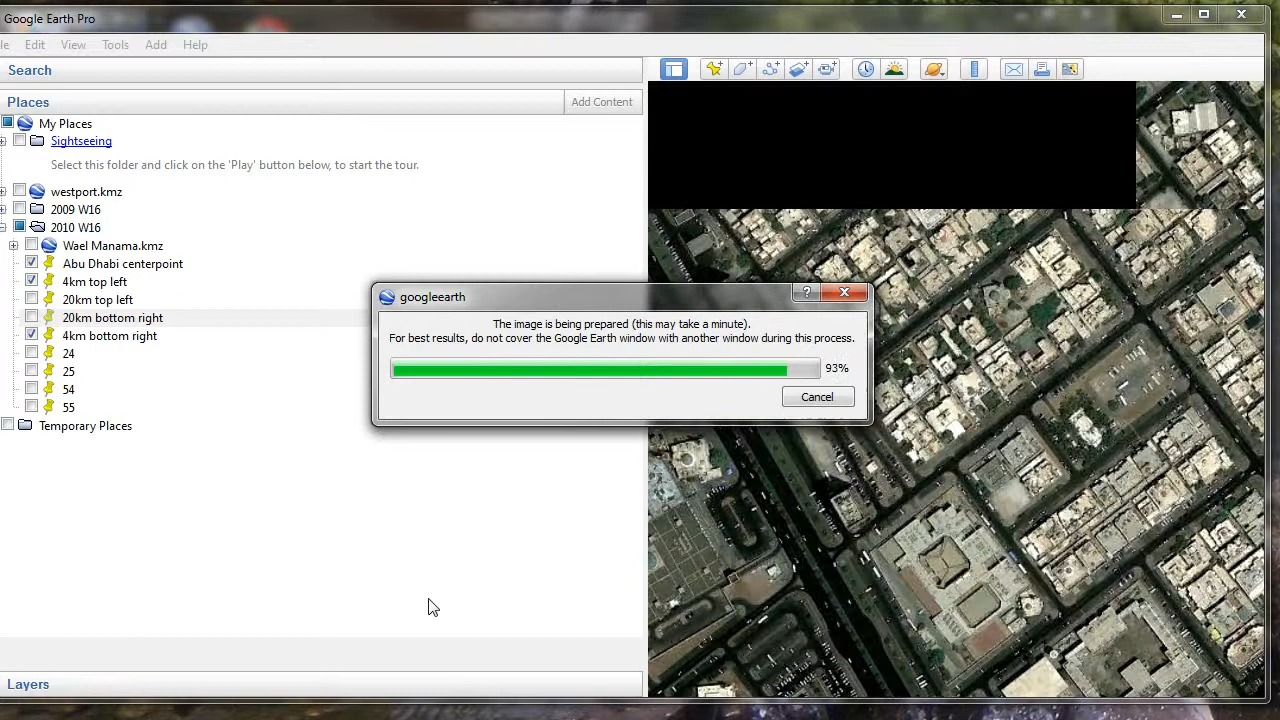 Google Earth Pro
le Edit View Tools Add Help
Search
Places
Add Content
My Places
Sightseeing
Select this folder and click on the 'Play' button below, to start the tour.
westport.kmz
2009 W16
2010 W16
Wael Manama.kmz
Abu Dhabi centerpoint
4km top left
20km top left
20km bottom right
4km bottom right
24
25
54
55
Temporary Places
Layers
googleearth
?
The image is being prepared (this may take a minute).
For best results, do not cover the Google Earth window with another window during this process.
93%
Cancel